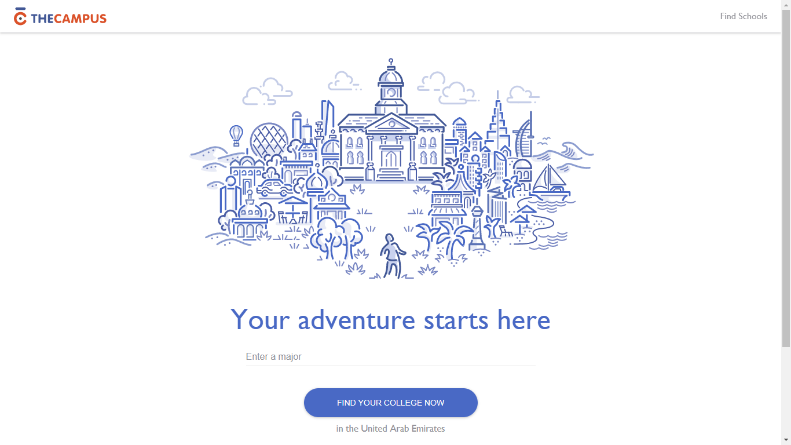 THECAMPUS
Find Schools
Your adventure starts here
Enter a major
FIND YOUR COLLEGE NOW
in the United Arab Emirates